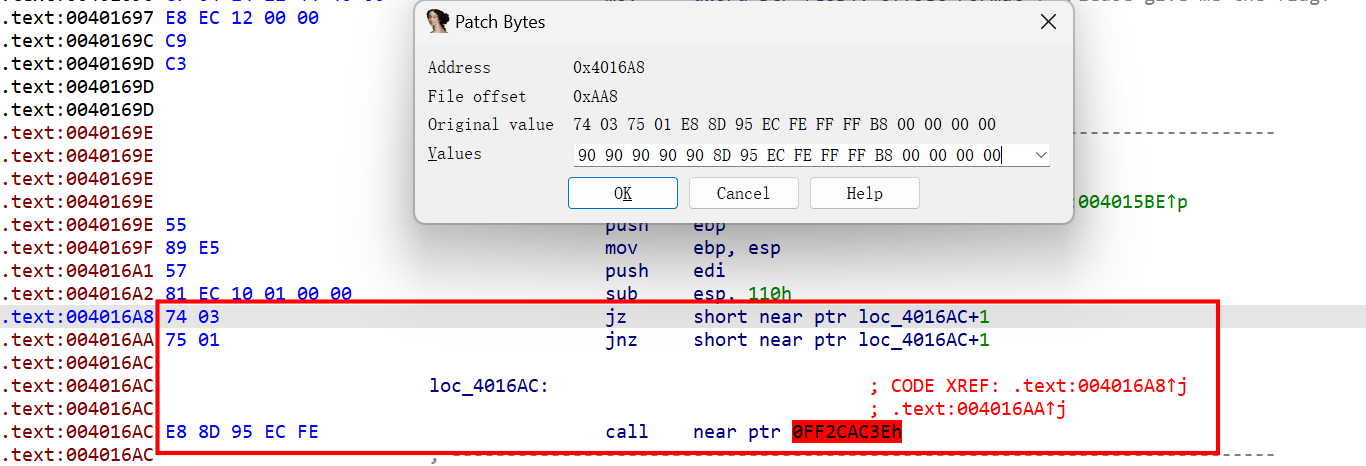 .text:00401697 E8 EC 12 00 00
.text:0040169C C9
.text:0040169D C3
.text:0040169D
.text:0040169D
.text:0040169E
.text:0040169E
.text:0040169E
.text:0040169E :004015BE↑p
.text:0040169E 55 push ebp
.text:0040169F 89 E5 mov ebp, esp
.text:004016A1 57 push edi
.text:004016A2 81 EC 10 01 00 00 sub esp, 110h
.text:004016A8 74 03 jz short near ptr loc_4016AC+1
.text:004016AA 75 01 jnz short near ptr loc_4016AC+1
.text:004016AC
.text:004016AC loc_4016AC: ; CODE XREF: .text:004016A8↑j
.text:004016AC ; .text:004016AA↑j
.text:004016AC E8 8D 95 EC FE call near ptr 0FF2CAC3Eh
.text:004016AC ; ---------------------------------------------------------------------------
Patch Bytes
Address 0x4016A8
File offset 0xAA8
Original value 74 03 75 01 E8 8D 95 EC FE FF FF B8 00 00 00 00
Values 90 90 90 90 90 8D 95 EC FE FF FF B8 00 00 00 00
OK Cancel Help